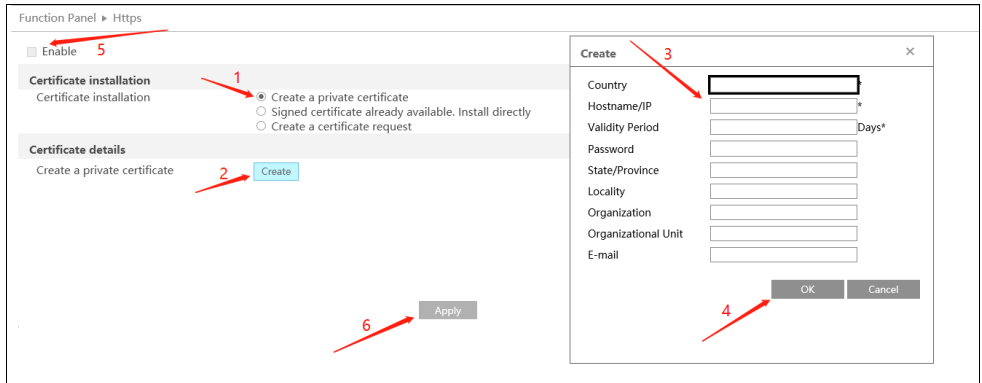 Function Panel ▸ Https
Enable 5
Certificate installation
1
Certificate installation Create a private certificate
Signed certificate already available. Install directly
Create a certificate request
Certificate details
Create a private certificate 2 Create
6 Apply
Create × 3
Country *
Hostname/IP *
Validity Period Days*
Password
State/Province
Locality
Organization
Organizational Unit
E-mail
OK Cancel
4